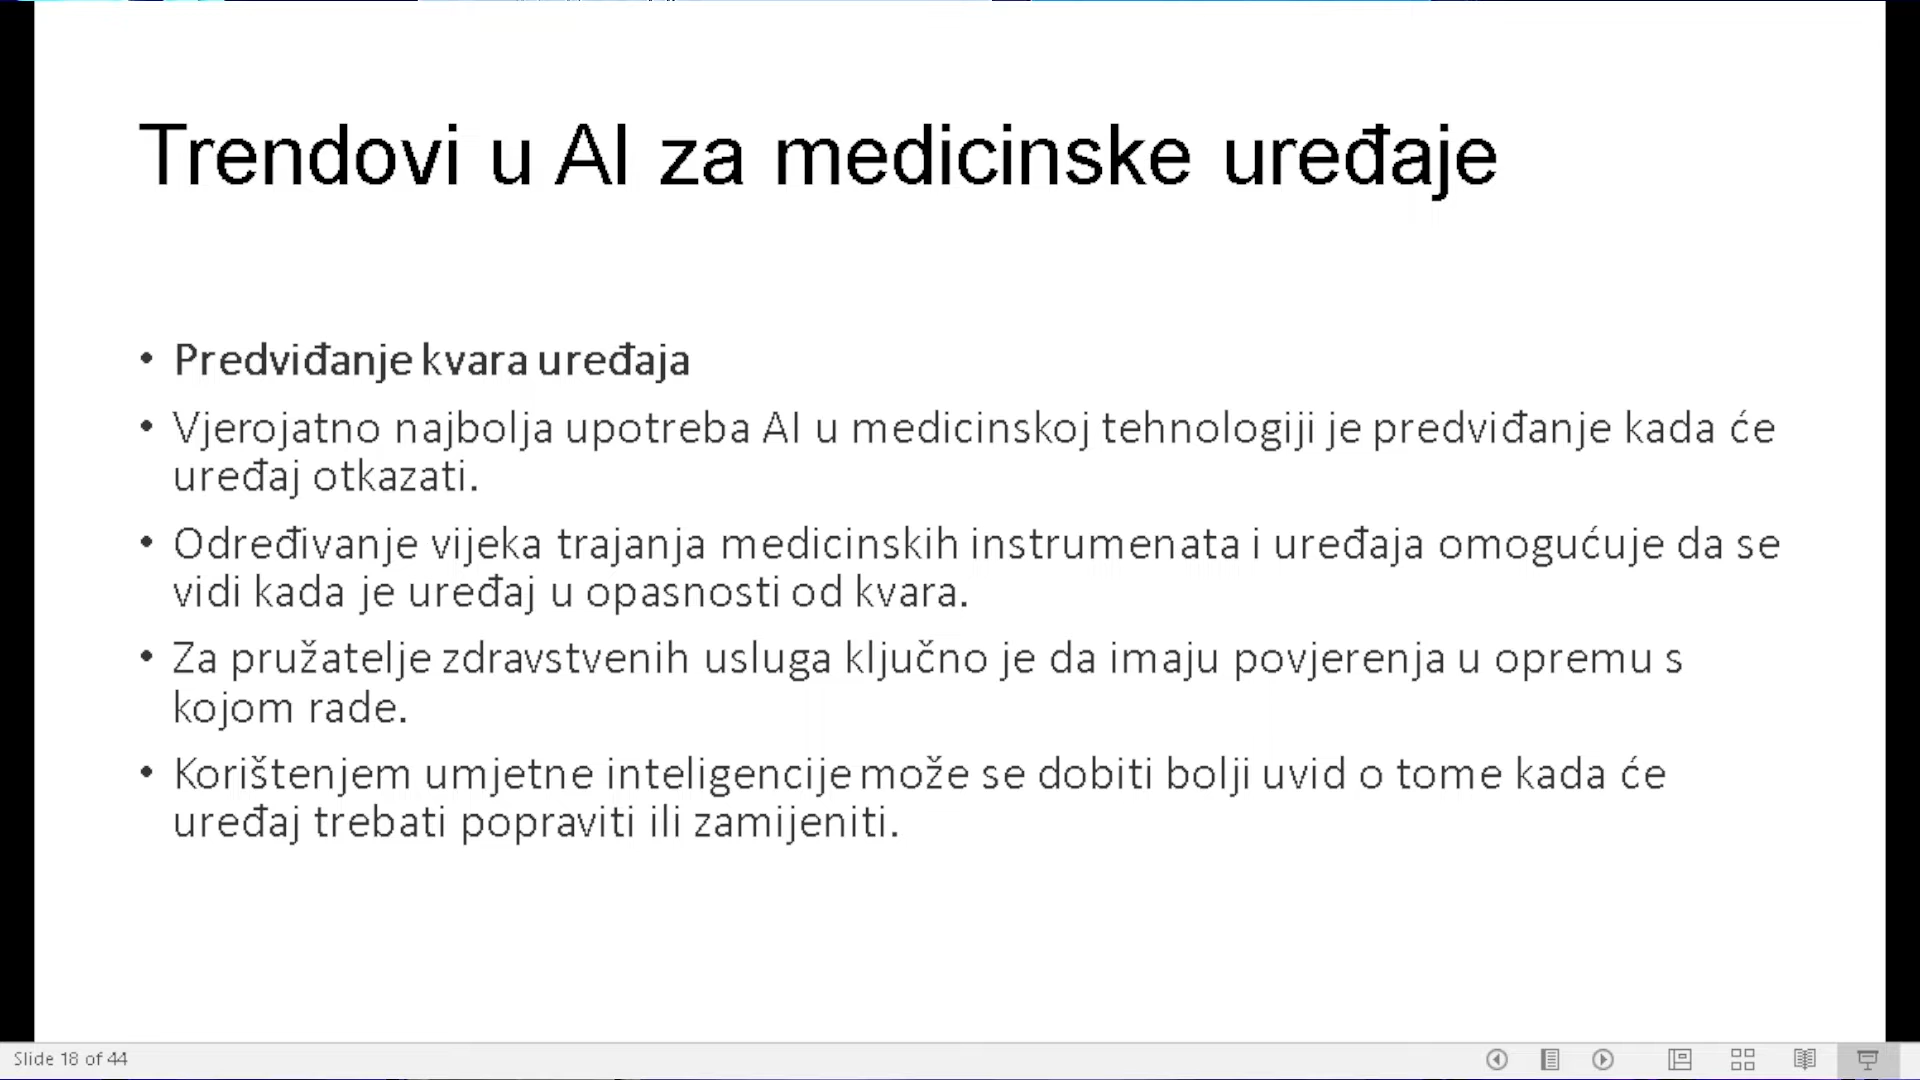 Trendovi u AI za medicinske uređaje
• Predviđanje kvara uređaja
• Vjerojatno najbolja upotreba AI u medicinskoj tehnologiji je predviđanje kada će
uređaj otkazati.
• Određivanje vijeka trajanja medicinskih instrumenata i uređaja omogućuje da se
vidi kada je uređaj u opasnosti od kvara.
• Za pružatelje zdravstvenih usluga ključno je da imaju povjerenja u opremu s
kojom rade.
• Korištenjem umjetne inteligencije može se dobiti bolji uvid o tome kada će
uređaj trebati popraviti ili zamijeniti.
Slide 18 of 44